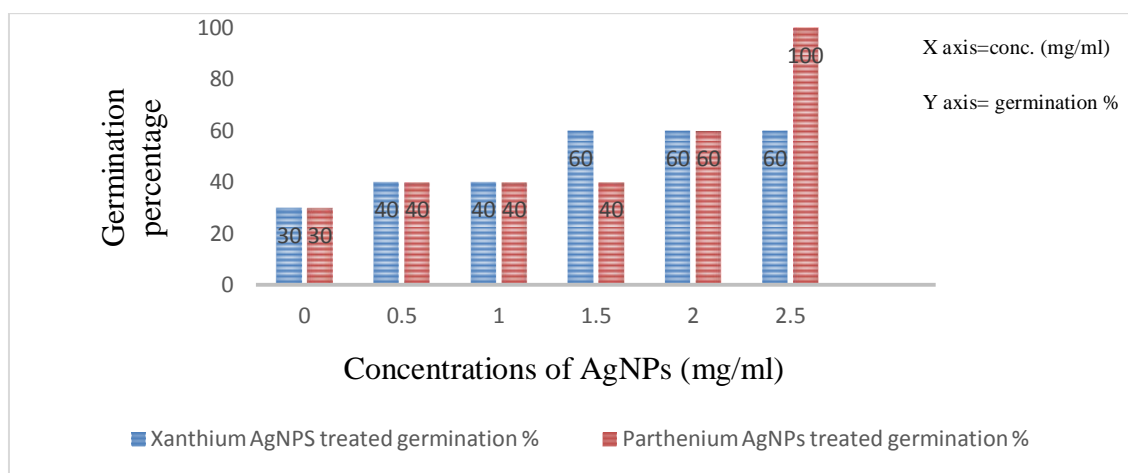 Germination
percentage
100
80
60
40
20
0
30 30 40 40 40 40 60 40 60 60 60 100
0 0.5 1 1.5 2 2.5
Concentrations of AgNPs (mg/ml)
Xanthium AgNPS treated germination % Parthenium AgNPs treated germination %
X axis=conc. (mg/ml)
Y axis= germination %